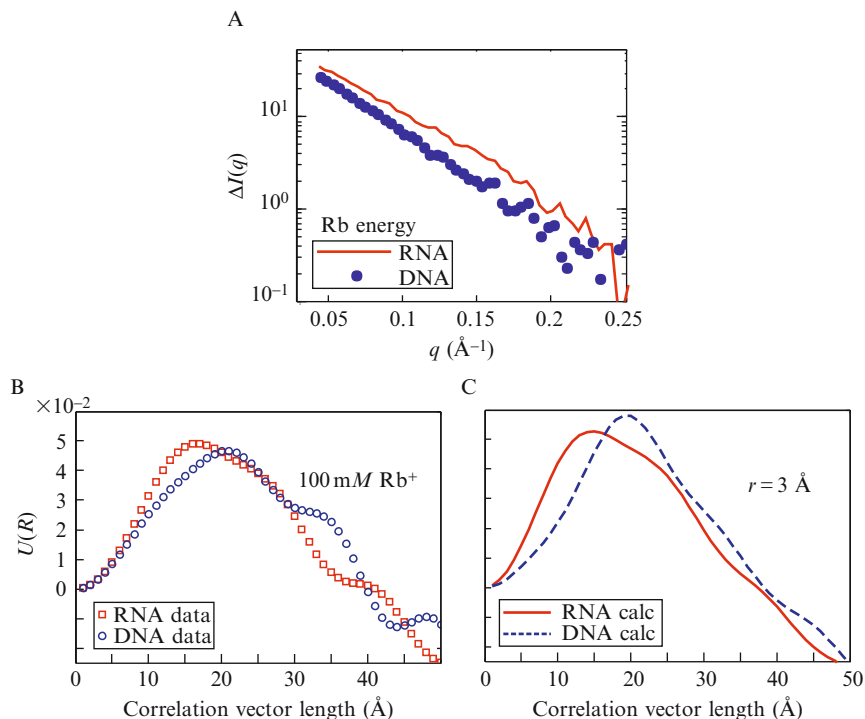 A
ΔI(q)
10¹
10⁰
10⁻¹
Rb energy
RNA
DNA
0.05 0.1 0.15 0.2 0.25
q (Å⁻¹)
B
×10⁻²
U(R)
5
4
3
2
1
0
100 mM Rb⁺
RNA data
DNA data
0 10 20 30 40
Correlation vector length (Å)
C
r = 3 Å
RNA calc
DNA calc
0 10 20 30 40 50
Correlation vector length (Å)